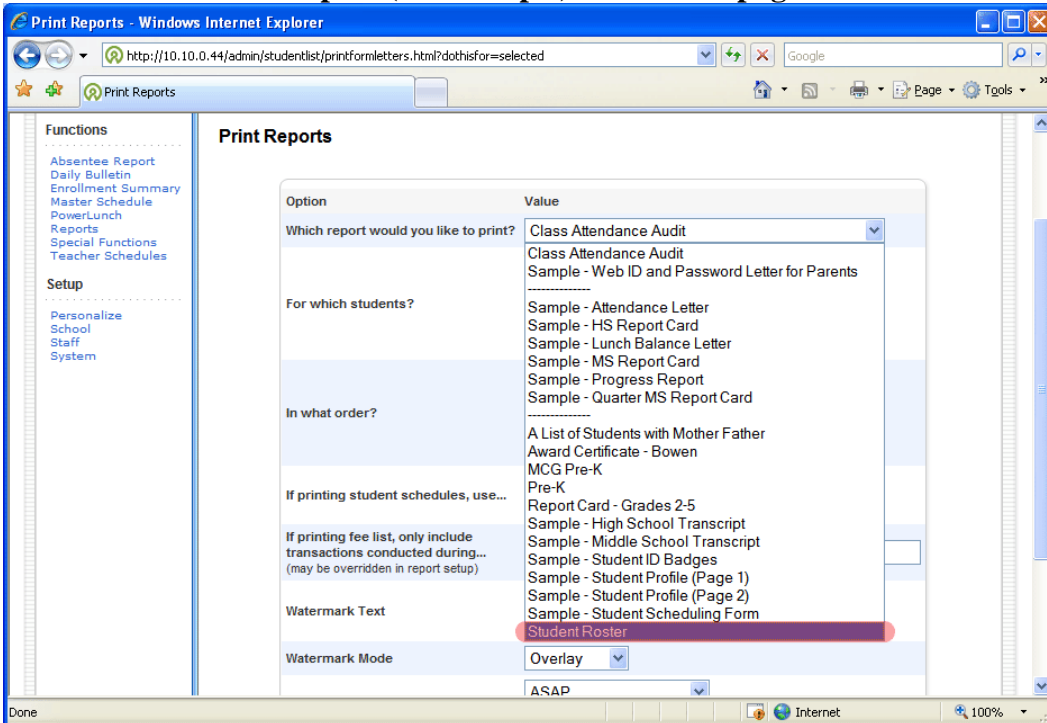 Print Reports - Windows Internet Explorer
http://10.10.0.44/admin/studentlist/printformletters.html?dothisfor=selected
Google
Print Reports
Page
Tools
Functions
Absentee Report
Daily Bulletin
Enrollment Summary
Master Schedule
PowerLunch
Reports
Special Functions
Teacher Schedules
Setup
Personalize
School
Staff
System
Print Reports
Option Value
Which report would you like to print? Class Attendance Audit
Class Attendance Audit
Sample - Web ID and Password Letter for Parents
--------------
For which students?
Sample - Attendance Letter
Sample - HS Report Card
Sample - Lunch Balance Letter
Sample - MS Report Card
Sample - Progress Report
Sample - Quarter MS Report Card
--------------
In what order?
A List of Students with Mother Father
Award Certificate - Bowen
MCG Pre-K
Pre-K
If printing student schedules, use...
Report Card - Grades 2-5
Sample - High School Transcript
Sample - Middle School Transcript
If printing fee list, only include
transactions conducted during...
(may be overridden in report setup)
Sample - Student ID Badges
Sample - Student Profile (Page 1)
Sample - Student Profile (Page 2)
Watermark Text
Sample - Student Scheduling Form
Student Roster
Watermark Mode Overlay
ASAP
Done Internet 100%